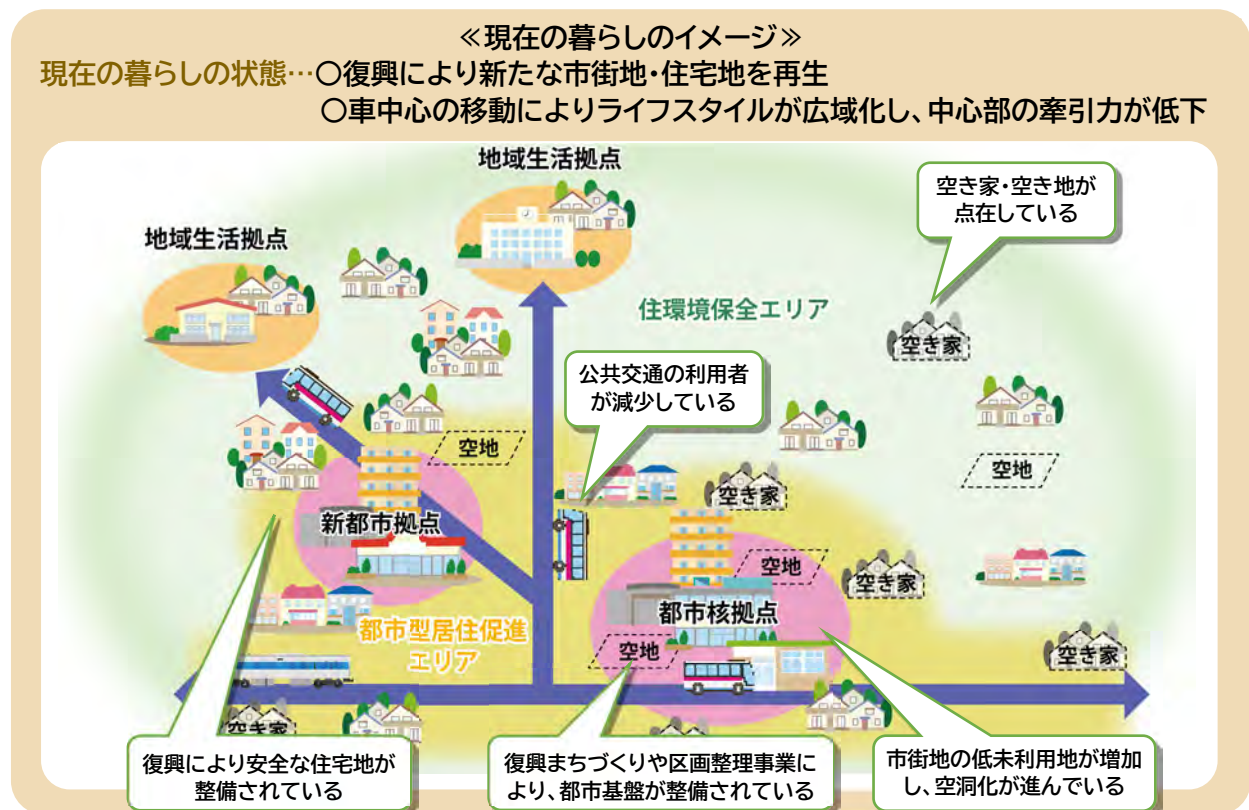 ≪現在の暮らしのイメージ≫
現在の暮らしの状態…○復興により新たな市街地・住宅地を再生
○車中心の移動によりライフスタイルが広域化し、中心部の牽引力が低下
地域生活拠点
空き家・空き地が
点在している
地域生活拠点
住環境保全エリア
空き家
公共交通の利用者
が減少している
空地
空地
空き家
新都市拠点
空地
空き家
都市核拠点
都市型居住促進
エリア
空地
空き家
空き家
復興により安全な住宅地が
整備されている
復興まちづくりや区画整理事業に
より、都市基盤が整備されている
市街地の低未利用地が増加
し、空洞化が進んでいる